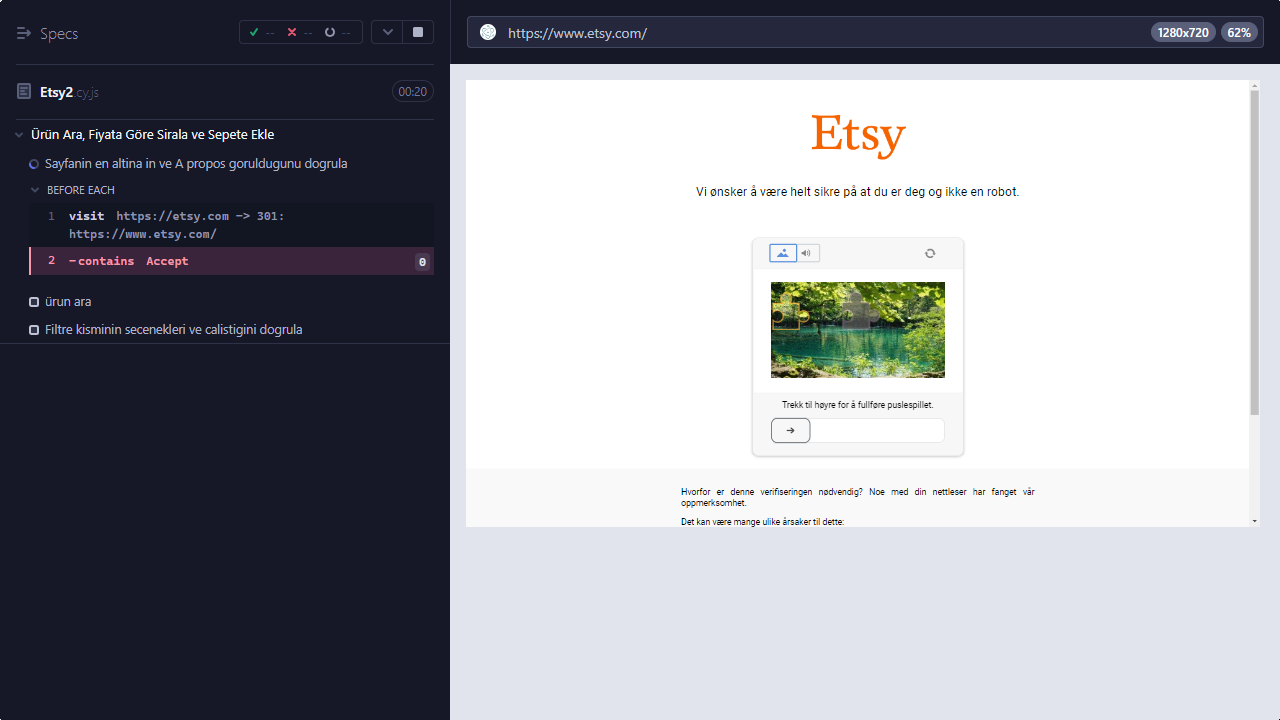 Specs
-- -- --
Etsy2.cy.js
00:20
Ürün Ara, Fiyata Göre Sirala ve Sepete Ekle
Sayfanin en altina in ve A propos goruldugunu dogrula
BEFORE EACH
1 visit https://etsy.com -> 301:
https://www.etsy.com/
2 -contains Accept 0
ürun ara
Filtre kisminin secenekleri ve calistigini dogrula
https://www.etsy.com/
1280x720 62%
Etsy
Vi ønsker å være helt sikre på at du er deg og ikke en robot.
Trekk til høyre for å fullføre puslespillet.
Hvorfor er denne verifiseringen nødvendig? Noe med din nettleser har fanget vår
oppmerksomhet.
Det kan være mange ulike årsaker til dette: